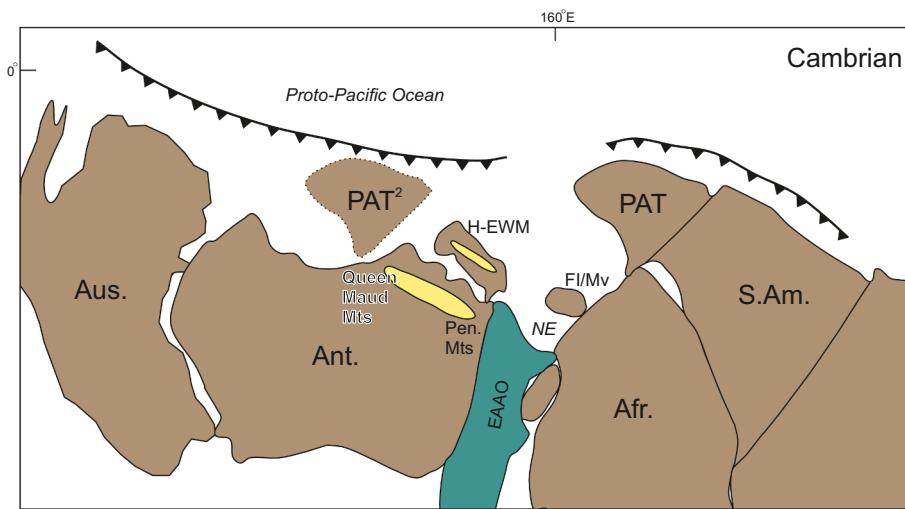 160°E
Cambrian
0°
Proto-Pacific Ocean
PAT²
PAT
H-EWM
Aus.
Queen
Maud
Mts
FI/Mv
S.Am.
Pen.
Mts
NE
Ant.
EAAO
Afr.